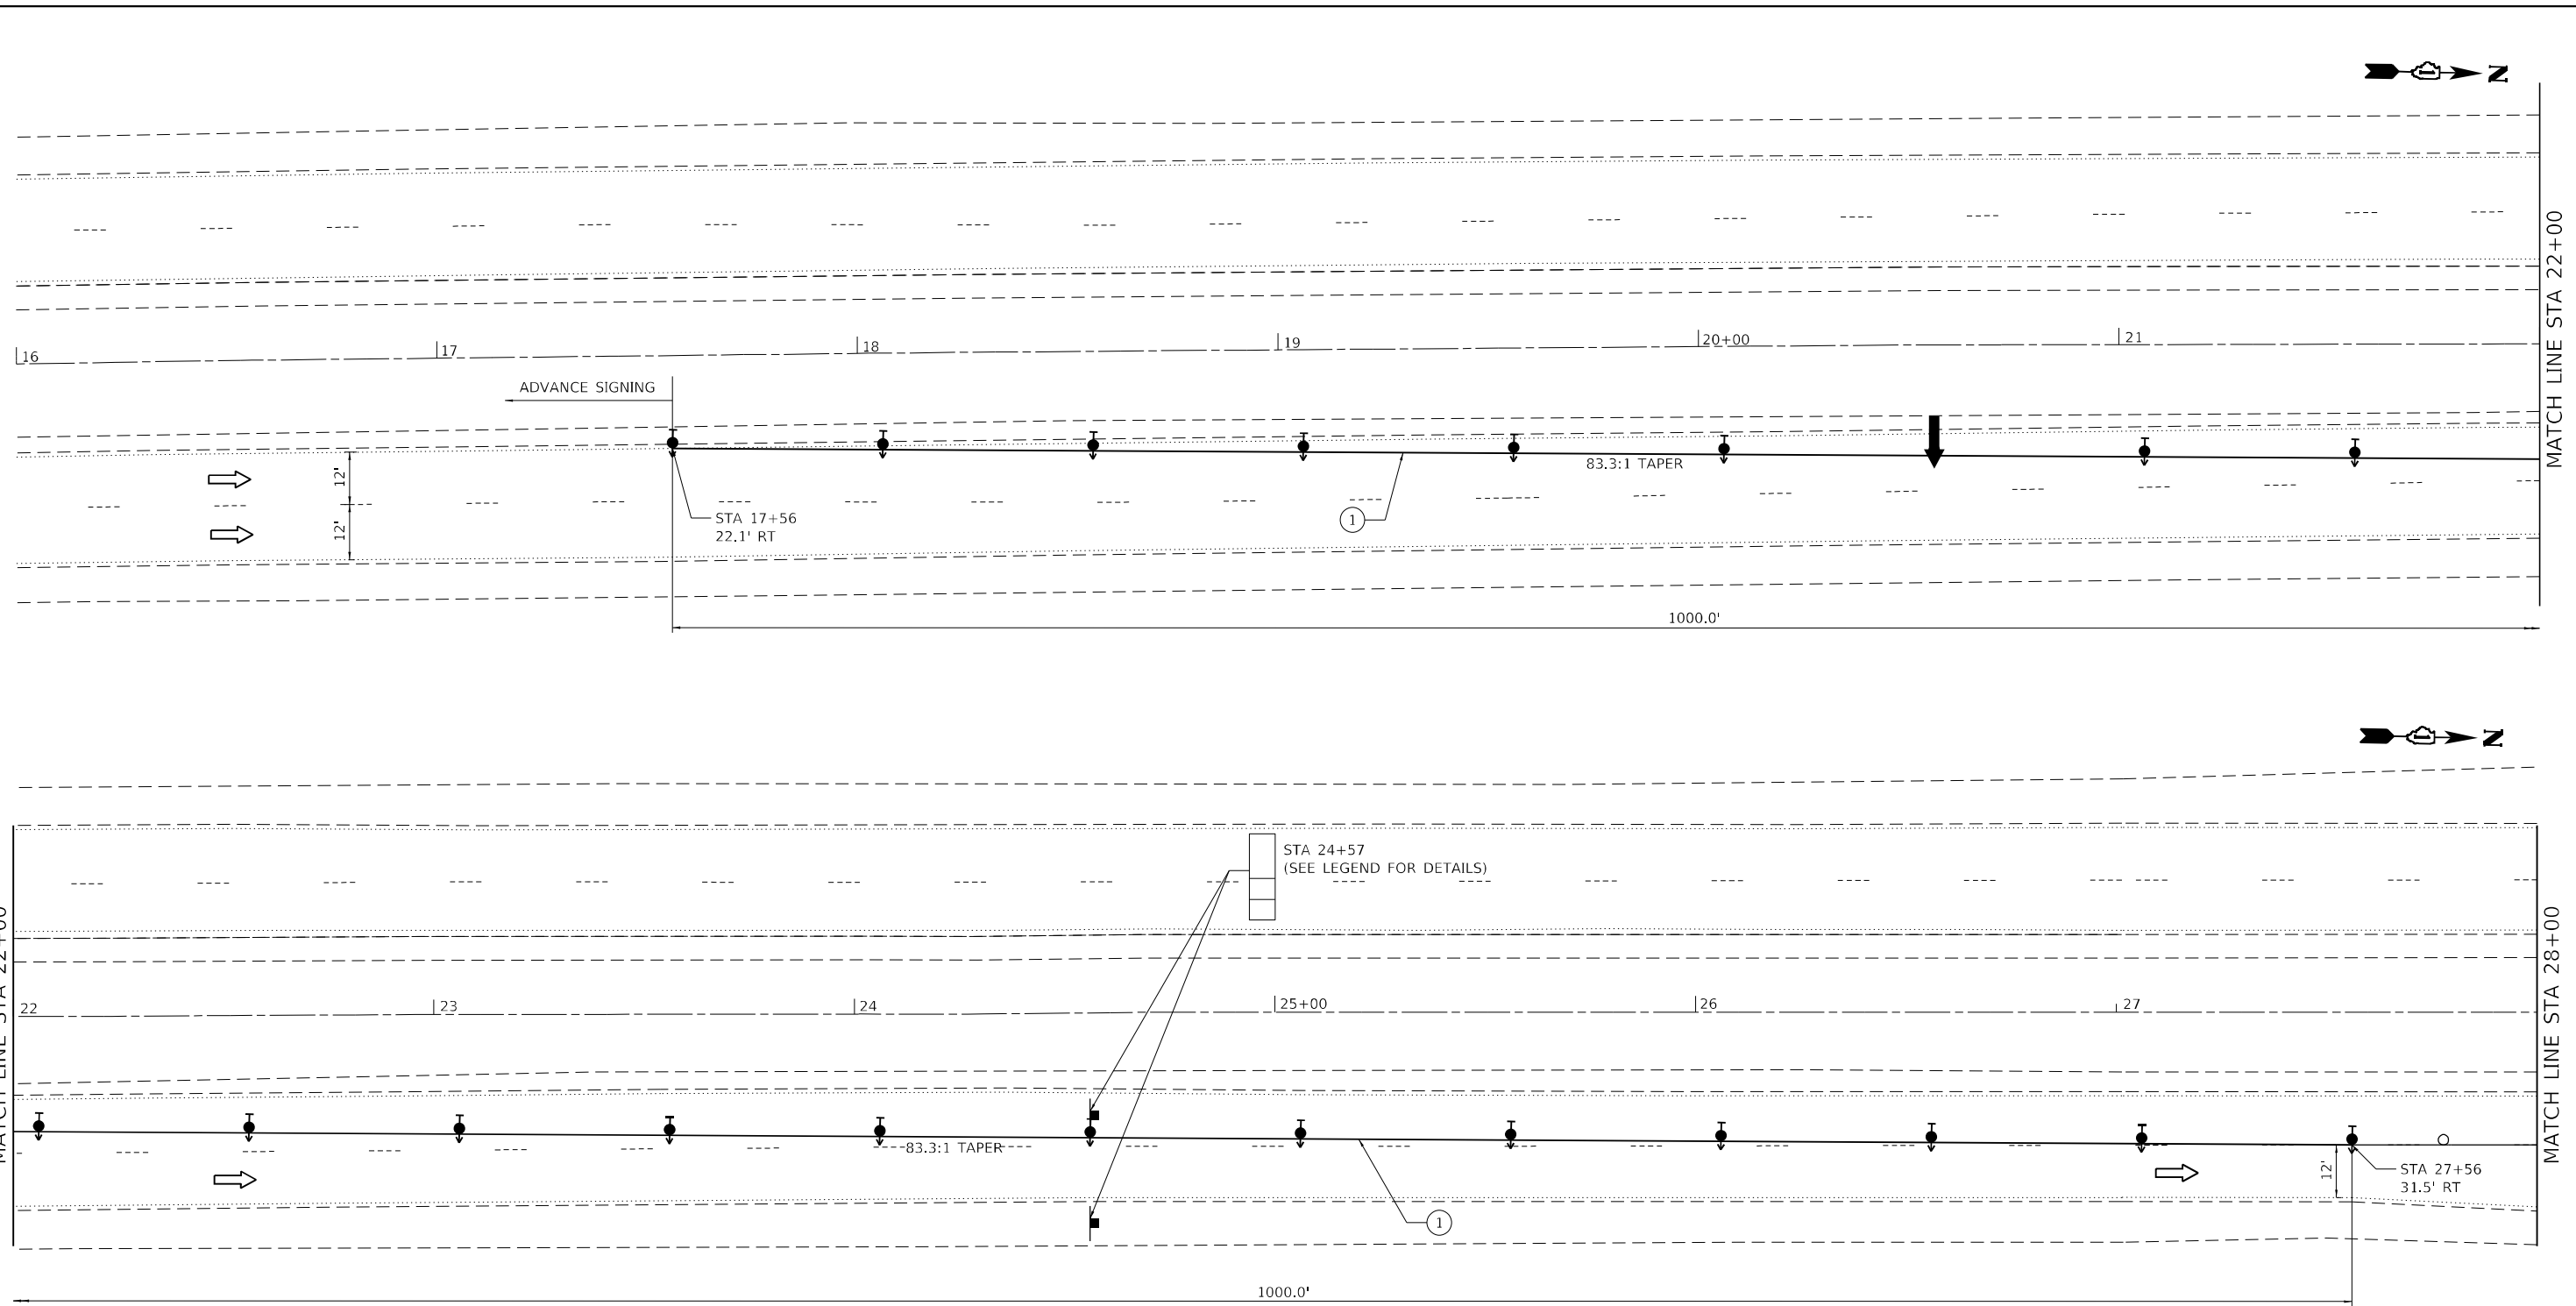 N
MATCH LINE STA 22+00
16
17
18
19
20+00
21
ADVANCE SIGNING
12'
12'
STA 17+56
22.1' RT
1
83.3:1 TAPER
1000.0'
N
MATCH LINE STA 22+00
STA 24+57
(SEE LEGEND FOR DETAILS)
22
23
24
25+00
26
27
MATCH LINE STA 28+00
83.3:1 TAPER
12'
STA 27+56
31.5' RT
1
1000.0'